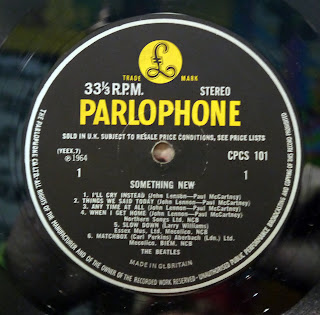 £
TRADE MARK
33⅓ R.P.M. STEREO
PARLOPHONE
SOLD IN U.K. SUBJECT TO RESALE PRICE CONDITIONS, SEE PRICE LISTS
(YEEX.7)
℗1964
CPCS 101
1 1
SOMETHING NEW
1. I'LL CRY INSTEAD (John Lennon—Paul McCartney)
2. THINGS WE SAID TODAY (John Lennon—Paul McCartney)
3. ANY TIME AT ALL (John Lennon—Paul McCartney)
4. WHEN I GET HOME (John Lennon—Paul McCartney)
Northern Songs Ltd. NCB
5. SLOW DOWN (Larry Williams)
Essex Mus. Ltd. Mecolico, NCB
6. MATCHBOX (Carl Perkins) Aberbach (Ldn.) Ltd.
Mecolico, BIEM, NCB
THE BEATLES
MADE IN GT. BRITAIN
THE PARLOPHONE CO. LTD. ALL RIGHTS OF THE MANUFACTURER AND OF THE OWNER OF THE RECORDED WORK RESERVED · UNAUTHORISED PUBLIC PERFORMANCE, BROADCASTING AND COPYING OF THIS RECORD PROHIBITED